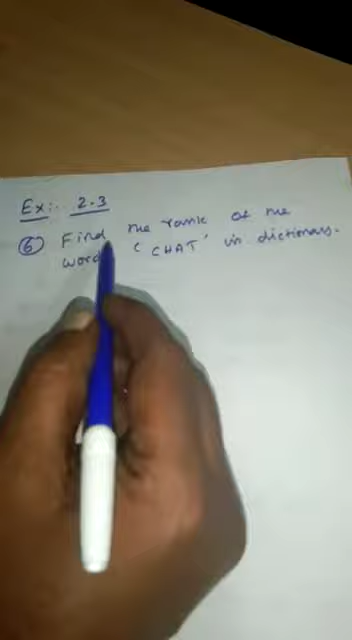 Ex:- 2.3
⑥ Find the rank of the
word 'CHAT' in dictionary.